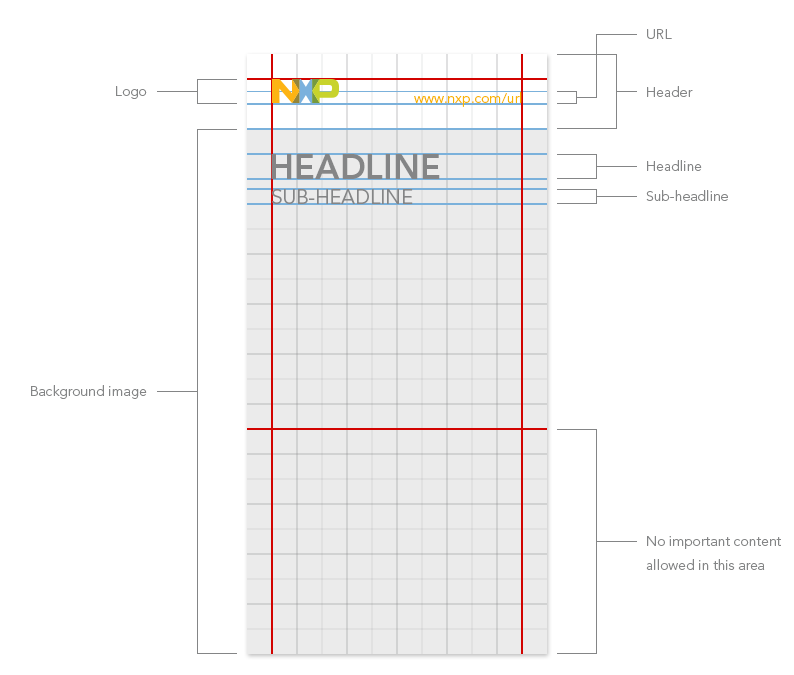 URL
Logo
NXP
www.nxp.com/url
Header
HEADLINE
Headline
SUB-HEADLINE
Sub-headline
Background image
No important content
allowed in this area